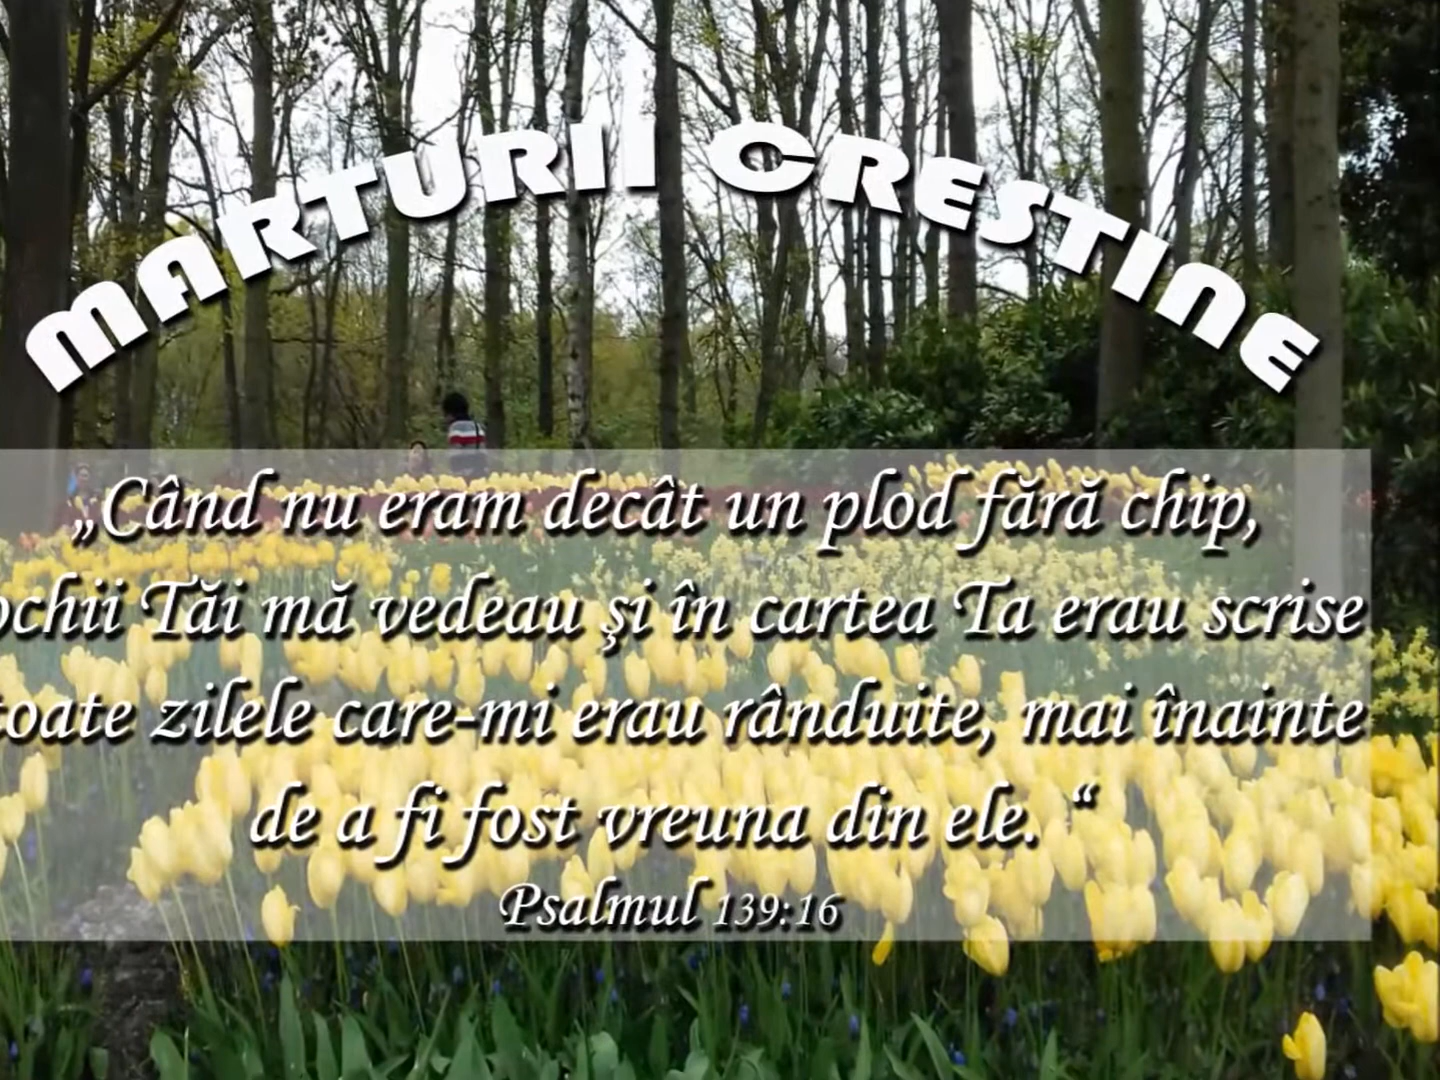 MARTURII CRESTINE
„Când nu eram decât un plod fără chip,
ochii Tăi mă vedeau şi în cartea Ta erau scrise
toate zilele care-mi erau rânduite, mai înainte
de a fi fost vreuna din ele. “
Psalmul 139:16